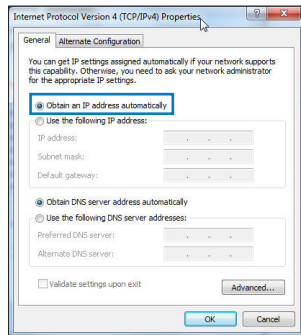 Internet Protocol Version 4 (TCP/IPv4) Properties
General Alternate Configuration
You can get IP settings assigned automatically if your network supports
this capability. Otherwise, you need to ask your network administrator
for the appropriate IP settings.
Obtain an IP address automatically
Use the following IP address:
IP address:
Subnet mask:
Default gateway:
Obtain DNS server address automatically
Use the following DNS server addresses:
Preferred DNS server:
Alternate DNS server:
Validate settings upon exit
Advanced...
OK Cancel